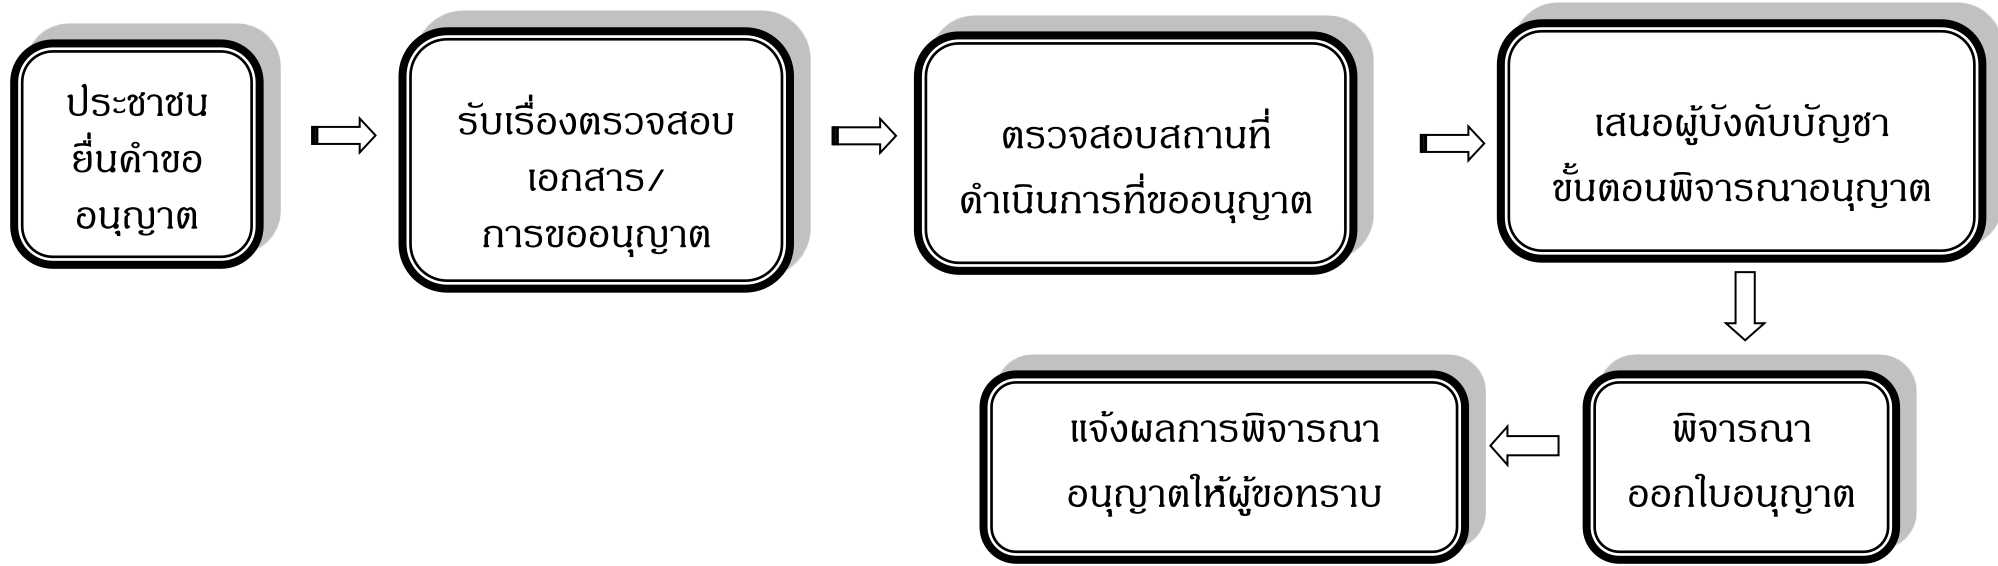 ประชาชน
ยื่นคำขอ
อนุญาต
รับเรื่องตรวจสอบ
เอกสาร/
การขออนุญาต
ตรวจสอบสถานที่
ดำเนินการที่ขออนุญาต
เสนอผู้บังคับบัญชา
ขั้นตอนพิจารณาอนุญาต
พิจารณา
ออกใบอนุญาต
แจ้งผลการพิจารณา
อนุญาตให้ผู้ขอทราบ